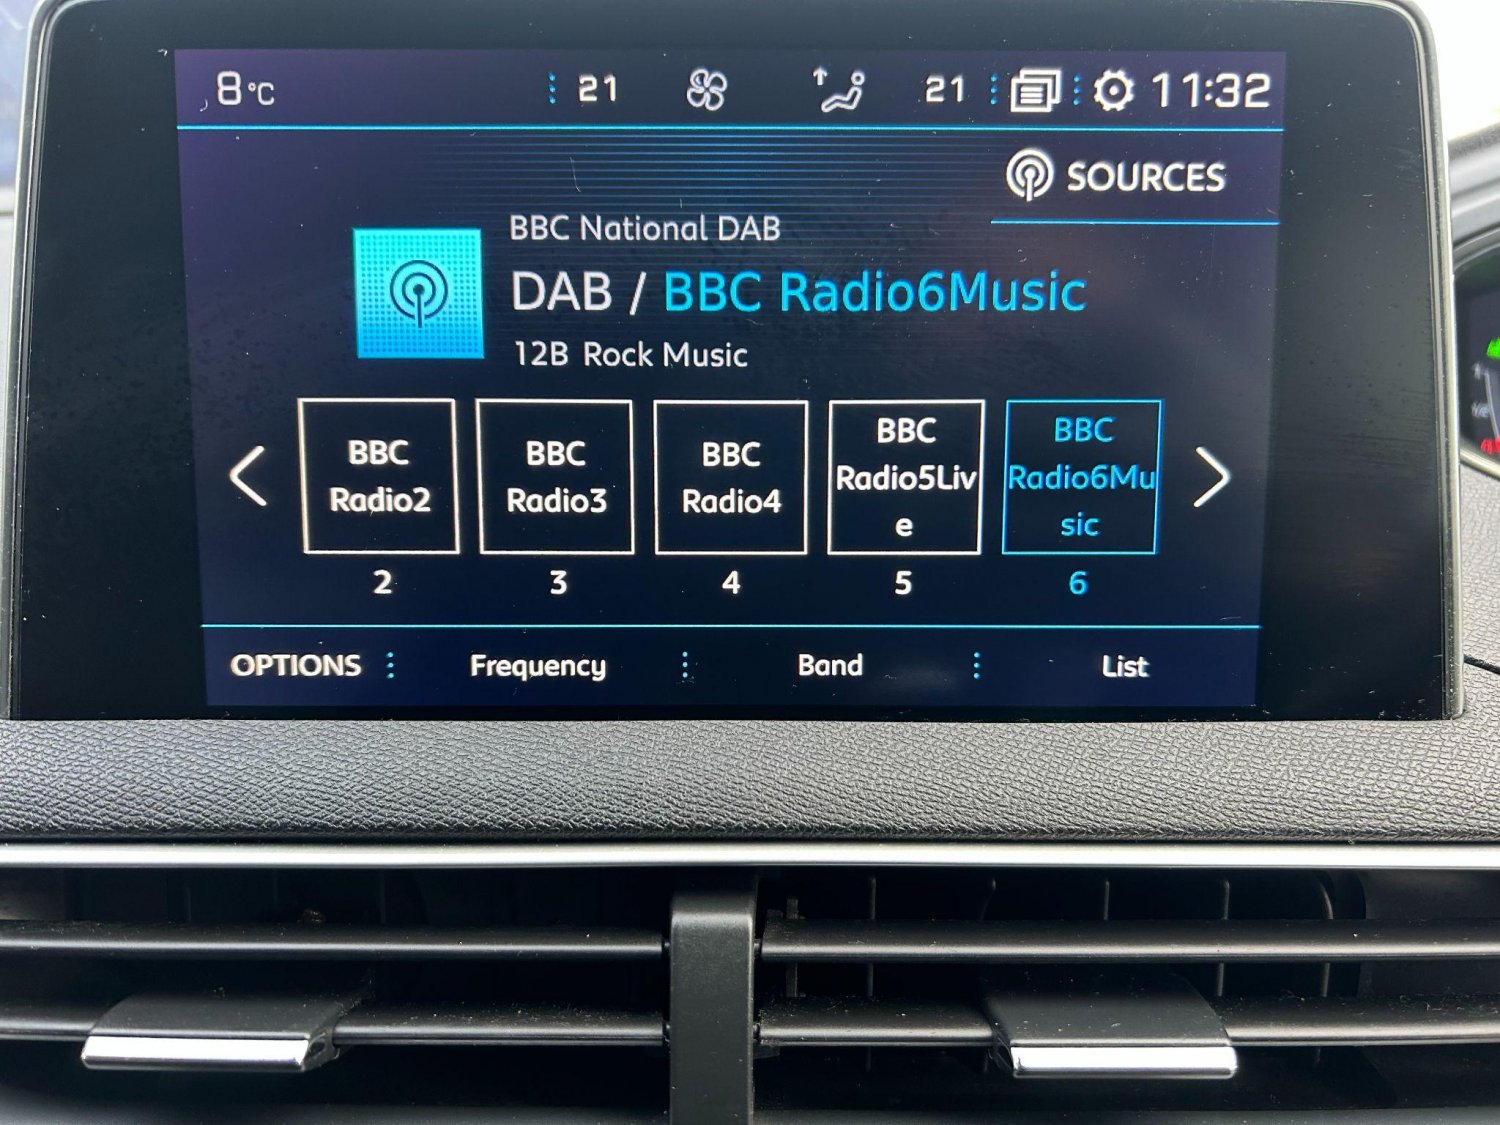 8°C 21 21 11:32
SOURCES
BBC National DAB
DAB / BBC Radio6Music
12B Rock Music
BBC
Radio2
BBC
Radio3
BBC
Radio4
BBC
Radio5Liv
e
BBC
Radio6Mu
sic
2 3 4 5 6
OPTIONS Frequency Band List